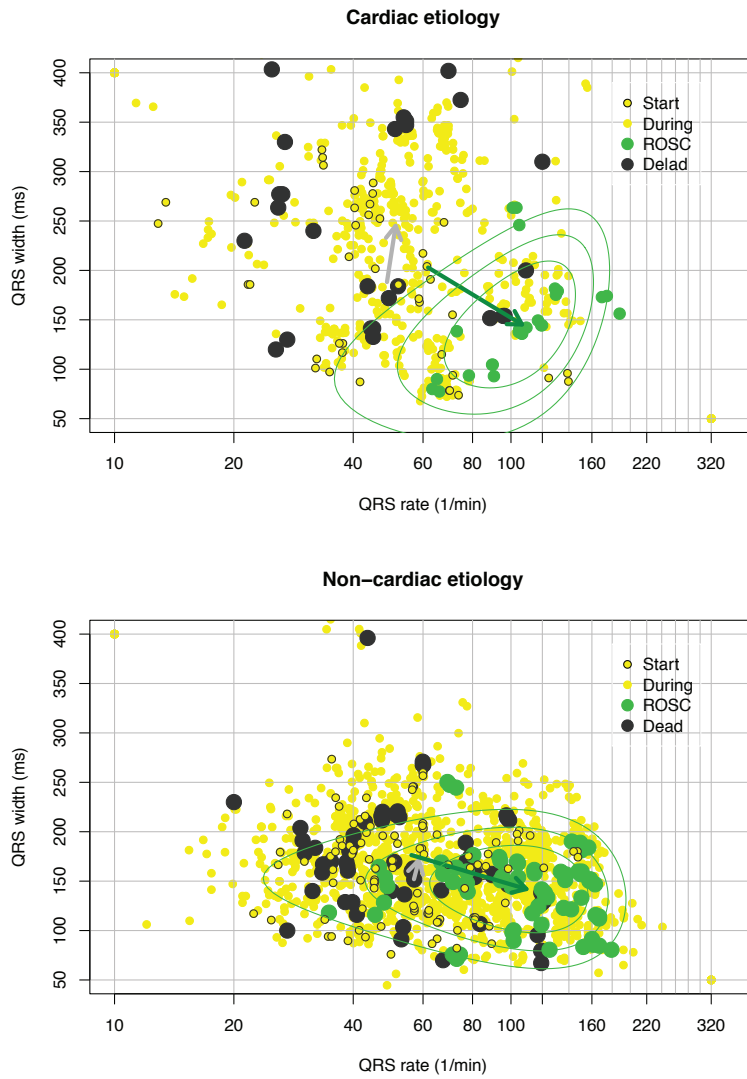 Cardiac etiology
QRS width (ms)
50 100 150 200 250 300 350 400
Start
During
ROSC
Delad
10 20 40 60 80 100 120 160 220 320
QRS rate (1/min)
Non−cardiac etiology
QRS width (ms)
50 100 150 200 250 300 350 400
Start
During
ROSC
Dead
10 20 40 60 80 100 120 160 220 320
QRS rate (1/min)